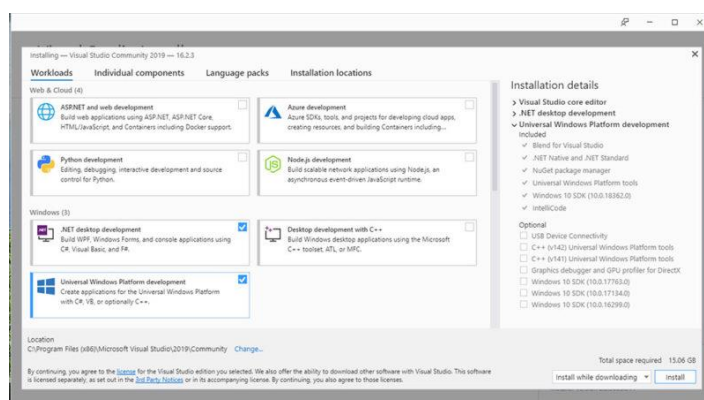 Installing — Visual Studio Community 2019 — 16.2.3
Workloads
Individual components
Language packs
Installation locations
Web & Cloud (4)
ASP.NET and web development
Build web applications using ASP.NET, ASP.NET Core,
HTML/JavaScript, and Containers including Docker support.
Azure development
Azure SDKs, tools, and projects for developing cloud apps,
creating resources, and building Containers including...
Python development
Editing, debugging, interactive development and source
control for Python.
Node.js development
Build scalable network applications using Node.js, an
asynchronous event-driven JavaScript runtime.
Windows (3)
.NET desktop development
Build WPF, Windows Forms, and console applications using
C#, Visual Basic, and F#.
Desktop development with C++
Build Windows desktop applications using the Microsoft
C++ toolset, ATL, or MFC.
Universal Windows Platform development
Create applications for the Universal Windows Platform
with C#, VB, or optionally C++.
Installation details
Visual Studio core editor
.NET desktop development
Universal Windows Platform development
Included
Blend for Visual Studio
.NET Native and .NET Standard
NuGet package manager
Universal Windows Platform tools
Windows 10 SDK (10.0.18362.0)
IntelliCode
Optional
USB Device Connectivity
C++ (v142) Universal Windows Platform tools
C++ (v141) Universal Windows Platform tools
Graphics debugger and GPU profiler for DirectX
Windows 10 SDK (10.0.17763.0)
Windows 10 SDK (10.0.17134.0)
Windows 10 SDK (10.0.16299.0)
Location
C:\Program Files (x86)\Microsoft Visual Studio\2019\Community Change...
By continuing, you agree to the license for the Visual Studio edition you selected. We also offer the ability to download other software with Visual Studio. This software
is licensed separately, as set out in the 3rd Party Notices or in its accompanying license. By continuing, you also agree to those licenses.
Total space required 15.06 GB
Install while downloading
Install